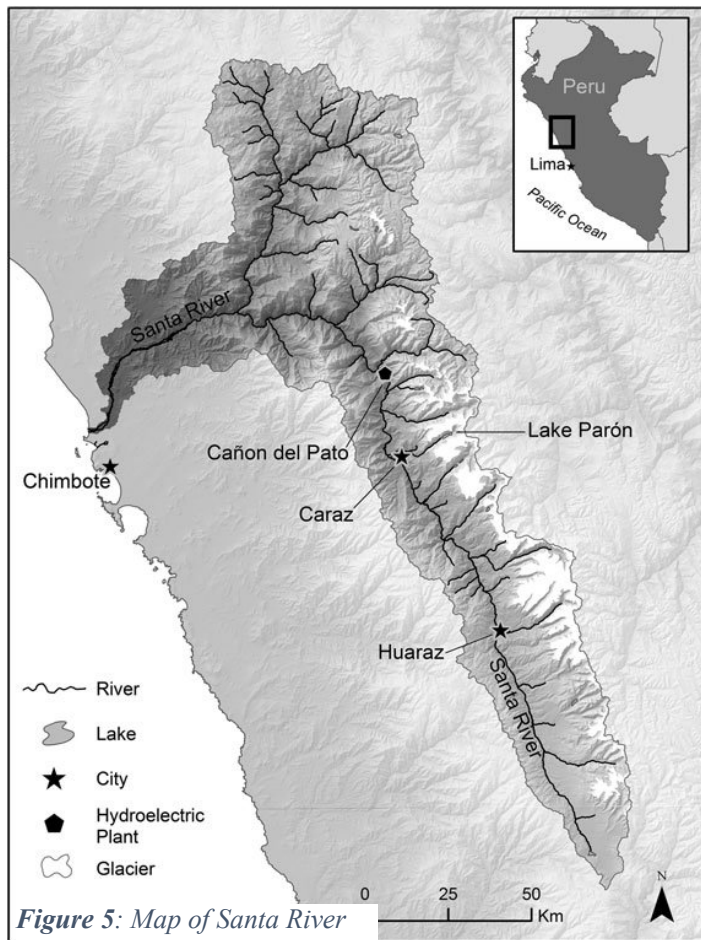 Peru
Lima
Pacific Ocean
Santa River
Lake Parón
Cañon del Pato
Chimbote
Caraz
Huaraz
Santa River
River
Lake
City
Hydroelectric
Plant
Glacier
0 25 50
Km
N
Figure 5: Map of Santa River